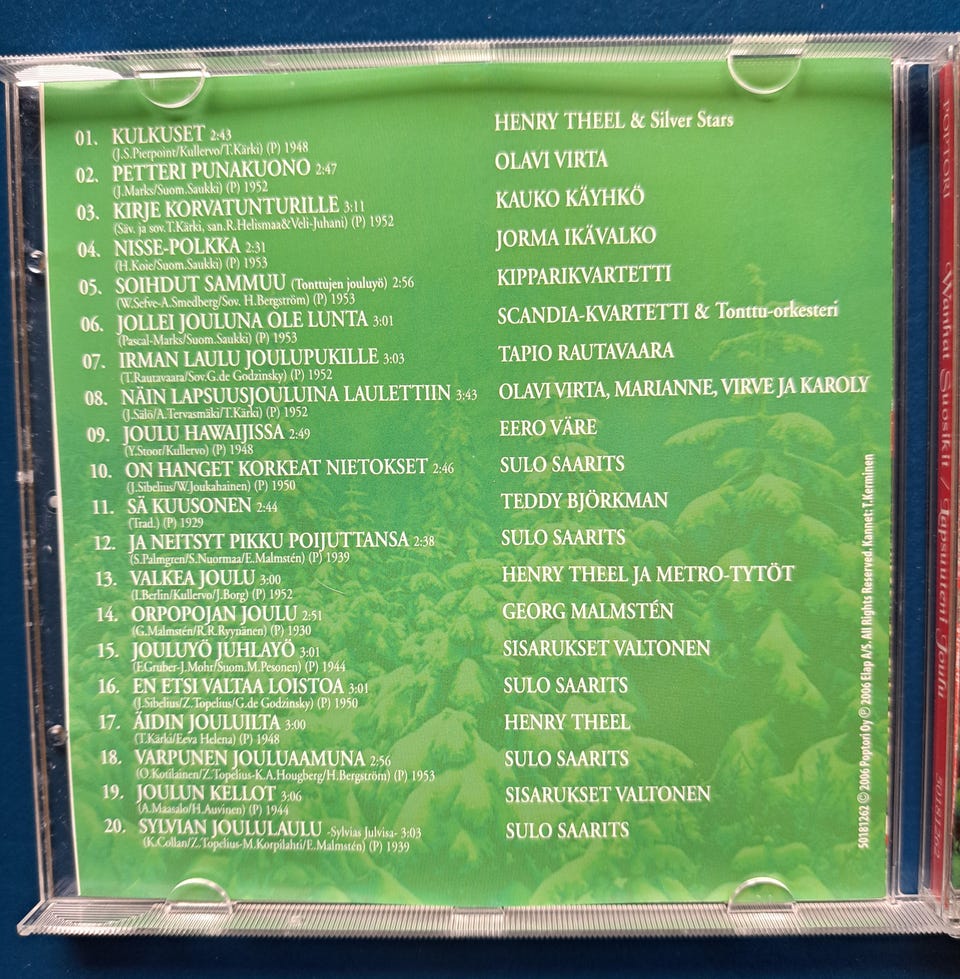 01. KULKUSET 2:43 HENRY THEEL & Silver Stars
(J.S.Pierpoint/Kullervo/T.Kärki) (P) 1948
02. PETTERI PUNAKUONO 2:47 OLAVI VIRTA
(J.Marks/Suom.Saukki) (P) 1952
03. KIRJE KORVATUNTURILLE 3:11 KAUKO KÄYHKÖ
(Säv. ja sov.T.Kärki, san.R.Helismaa&Veli-Juhani) (P) 1952
04. NISSE-POLKKA 2:31 JORMA IKÄVALKO
(H.Koie/Suom.Saukki) (P) 1953
05. SOIHDUT SAMMUU (Tonttujen jouluyö) 2:56 KIPPARIKVARTETTI
(W.Sefve-A.Smedberg/Sov. H.Bergström) (P) 1953
06. JOLLEI JOULUNA OLE LUNTA 3:01 SCANDIA-KVARTETTI & Tonttu-orkesteri
(Pascal-Marks/Suom.Saukki) (P) 1953
07. IRMAN LAULU JOULUPUKILLE 3:03 TAPIO RAUTAVAARA
(T.Rautavaara/Sov.G.de Godzinsky) (P) 1952
08. NÄIN LAPSUUSJOULUINA LAULETTIIN 3:43 OLAVI VIRTA, MARIANNE, VIRVE JA KAROLY
(J.Sälö/A.Tervasmäki/T.Kärki) (P) 1952
09. JOULU HAWAIJISSA 2:49 EERO VÄRE
(Y.Stoor/Kullervo) (P) 1948
10. ON HANGET KORKEAT NIETOKSET 2:46 SULO SAARITS
(J.Sibelius/W.Joukahainen) (P) 1950
11. SÄ KUUSONEN 2:44 TEDDY BJÖRKMAN
(Trad.) (P) 1929
12. JA NEITSYT PIKKU POIJUTTANSA 2:38 SULO SAARITS
(S.Palmgren/S.Nuormaa/E.Malmstén) (P) 1939
13. VALKEA JOULU 3:00 HENRY THEEL JA METRO-TYTÖT
(I.Berlin/Kullervo/J.Borg) (P) 1952
14. ORPOPOJAN JOULU 2:51 GEORG MALMSTÉN
(G.Malmstén/R.R.Ryynänen) (P) 1930
15. JOULUYÖ JUHLAYÖ 3:01 SISARUKSET VALTONEN
(F.Gruber-J.Mohr/Suom.M.Pesonen) (P) 1944
16. EN ETSI VALTAA LOISTOA 3:01 SULO SAARITS
(J.Sibelius/Z.Topelius/G.de Godzinsky) (P) 1950
17. ÄIDIN JOULUILTA 3:00 HENRY THEEL
(T.Kärki/Eeva Helena) (P) 1948
18. VARPUNEN JOULUAAMUNA 2:56 SULO SAARITS
(O.Kotilainen/Z.Topelius-K.A.Hougberg/H.Bergström) (P) 1953
19. JOULUN KELLOT 3:06 SISARUKSET VALTONEN
(A.Maasalo/H.Auvinen) (P) 1944
20. SYLVIAN JOULULAULU -Sylvias Julvisa- 3:03 SULO SAARITS
(K.Collan/Z.Topelius-M.Korpilahti/E.Malmstén) (P) 1939
50181262 © 2006 Poptori Oy ℗ 2006 Elap A/S. All Rights Reserved. Kannet: T.Kerminen
POPTORI Wanhat Suosikit / Lapsuuteni Joulu 50181262